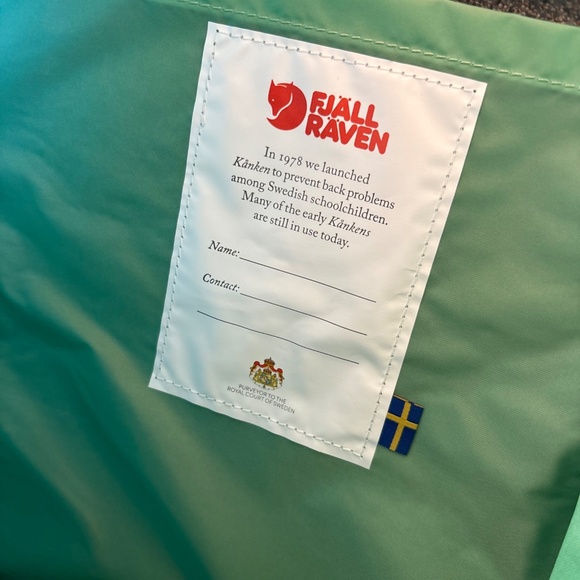 FJÄLL
RÄVEN
In 1978 we launched
Kånken to prevent back problems
among Swedish schoolchildren.
Many of the early Kånkens
are still in use today.
Name:
Contact:
PURVEYOR TO THE
ROYAL COURT OF SWEDEN